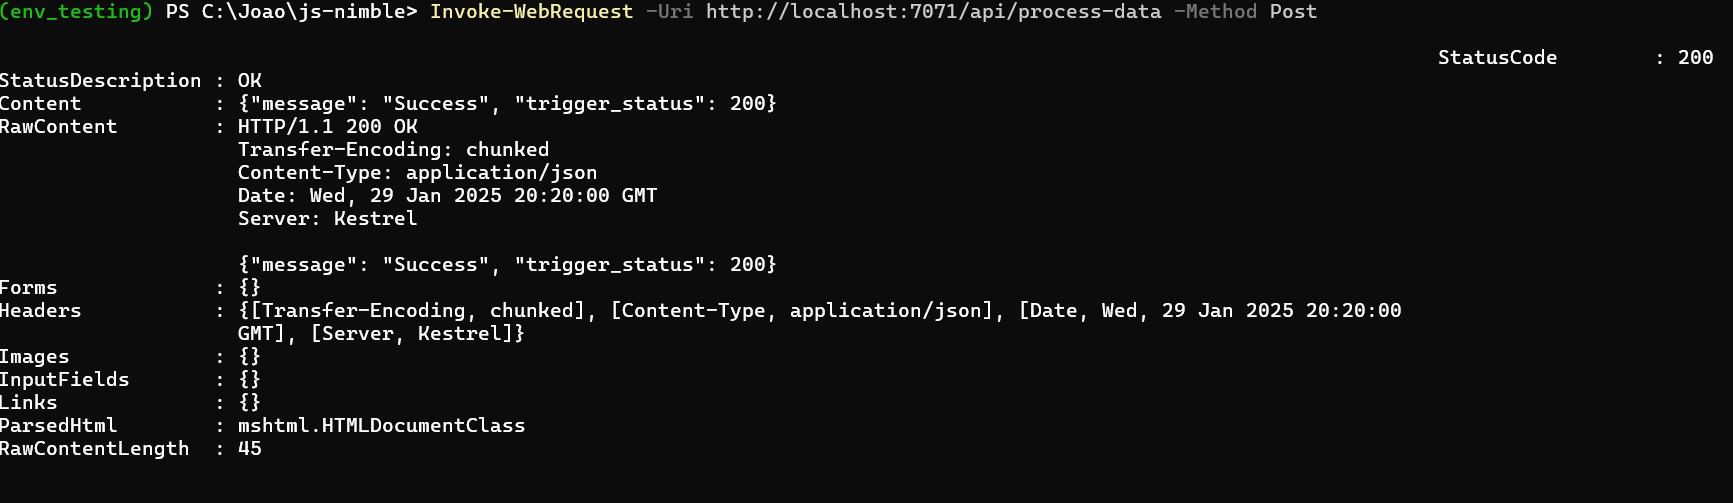 (env_testing) PS C:\Joao\js-nimble> Invoke-WebRequest -Uri http://localhost:7071/api/process-data -Method Post
StatusCode        : 200
StatusDescription : OK
Content           : {"message": "Success", "trigger_status": 200}
RawContent        : HTTP/1.1 200 OK
                    Transfer-Encoding: chunked
                    Content-Type: application/json
                    Date: Wed, 29 Jan 2025 20:20:00 GMT
                    Server: Kestrel
                    {"message": "Success", "trigger_status": 200}
Forms             : {}
Headers           : {[Transfer-Encoding, chunked], [Content-Type, application/json], [Date, Wed, 29 Jan 2025 20:20:00
                    GMT], [Server, Kestrel]}
Images            : {}
InputFields       : {}
Links             : {}
ParsedHtml        : mshtml.HTMLDocumentClass
RawContentLength  : 45